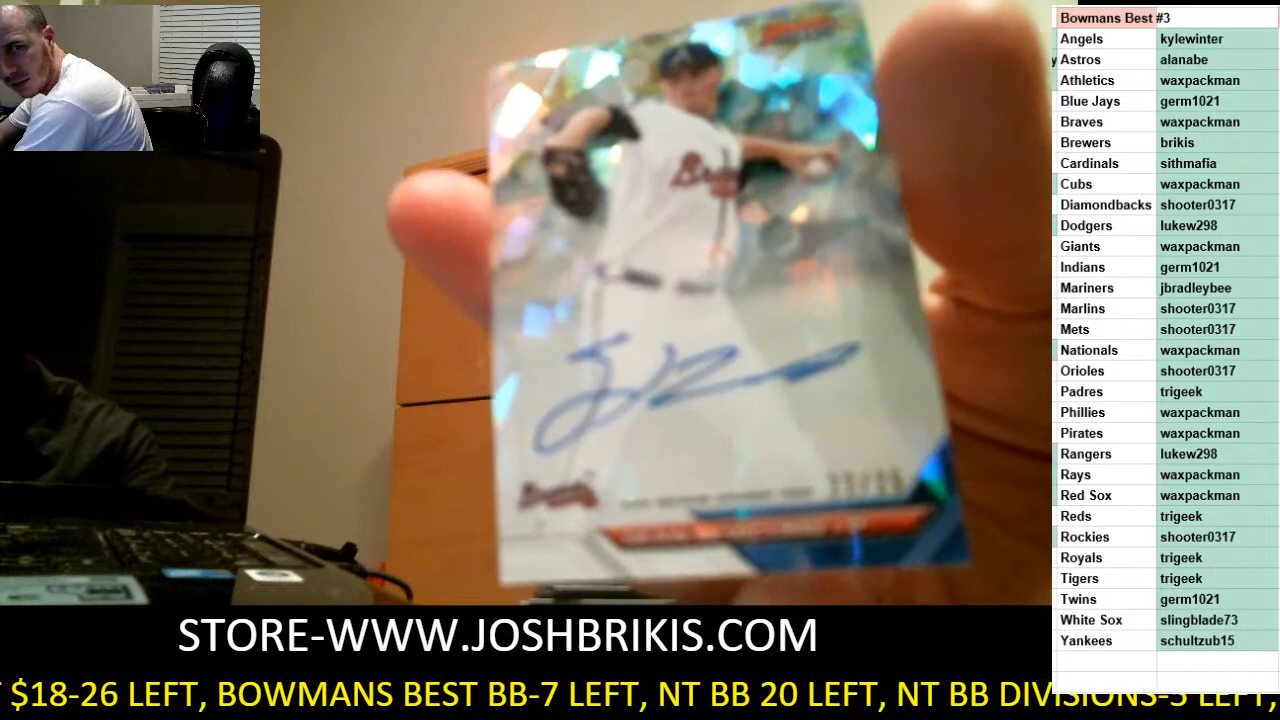 Bowmans Best #3
Angels kylewinter
y Astros alanabe
Athletics waxpackman
Blue Jays germ1021
Braves waxpackman
Brewers brikis
Cardinals sithmafia
Cubs waxpackman
Diamondbacks shooter0317
Dodgers lukew298
Giants waxpackman
Indians germ1021
Mariners jbradleybee
Marlins shooter0317
Mets shooter0317
Nationals waxpackman
Orioles shooter0317
Padres trigeek
Phillies waxpackman
Pirates waxpackman
Rangers lukew298
Rays waxpackman
Red Sox waxpackman
Reds trigeek
Rockies shooter0317
Royals trigeek
Tigers trigeek
Twins germ1021
White Sox slingblade73
Yankees schultzub15
Braves
STORE-WWW.JOSHBRIKIS.COM
$18-26 LEFT, BOWMANS BEST BB-7 LEFT, NT BB 20 LEFT, NT BB DIVISIONS-5 LEFT,